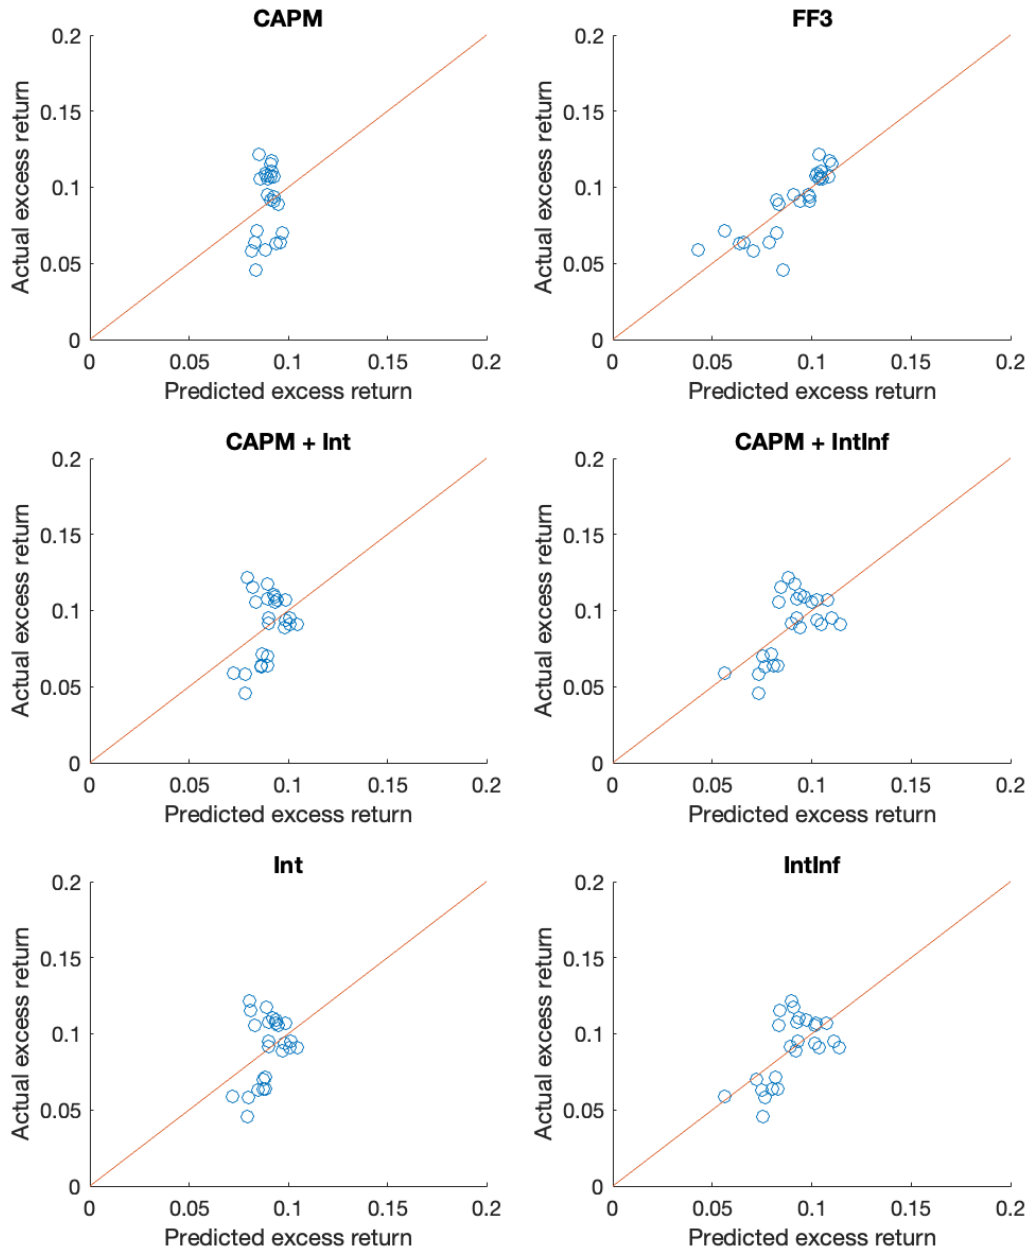 CAPM
0.2
0.15
0.1
0.05
0
0 0.05 0.1 0.15 0.2
Actual excess return
Predicted excess return
FF3
0.2
0.15
0.1
0.05
0
0 0.05 0.1 0.15 0.2
Actual excess return
Predicted excess return
CAPM + Int
0.2
0.15
0.1
0.05
0
0 0.05 0.1 0.15 0.2
Actual excess return
Predicted excess return
CAPM + IntInf
0.2
0.15
0.1
0.05
0
0 0.05 0.1 0.15 0.2
Actual excess return
Predicted excess return
Int
0.2
0.15
0.1
0.05
0
0 0.05 0.1 0.15 0.2
Actual excess return
Predicted excess return
IntInf
0.2
0.15
0.1
0.05
0
0 0.05 0.1 0.15 0.2
Actual excess return
Predicted excess return